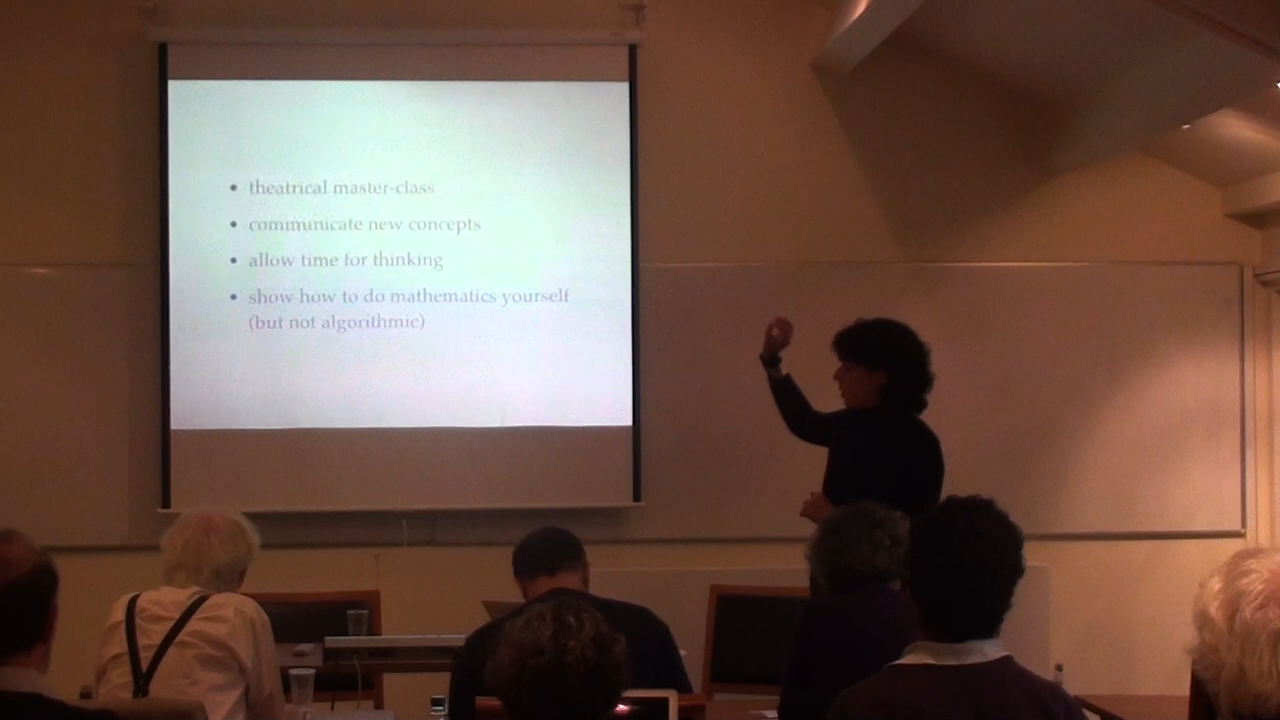 • theatrical master-class
• communicate new concepts
• allow time for thinking
• show how to do mathematics yourself
(but not algorithmic)